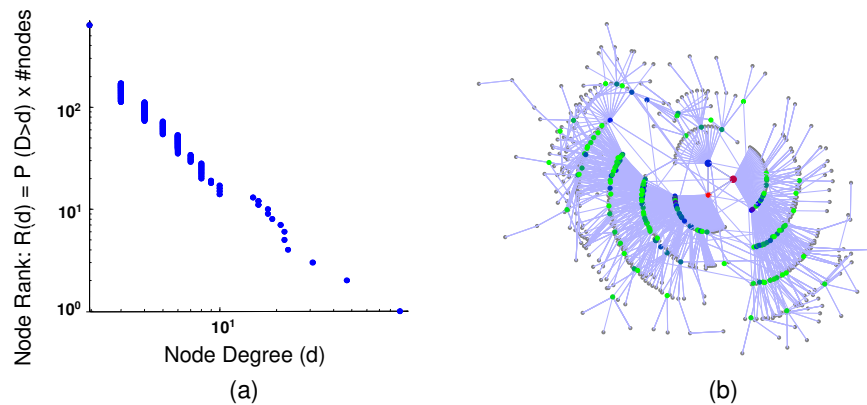 Node Rank: R(d) = P (D>d) x #nodes
10²
10¹
10⁰
10¹
Node Degree (d)
(a)
(b)